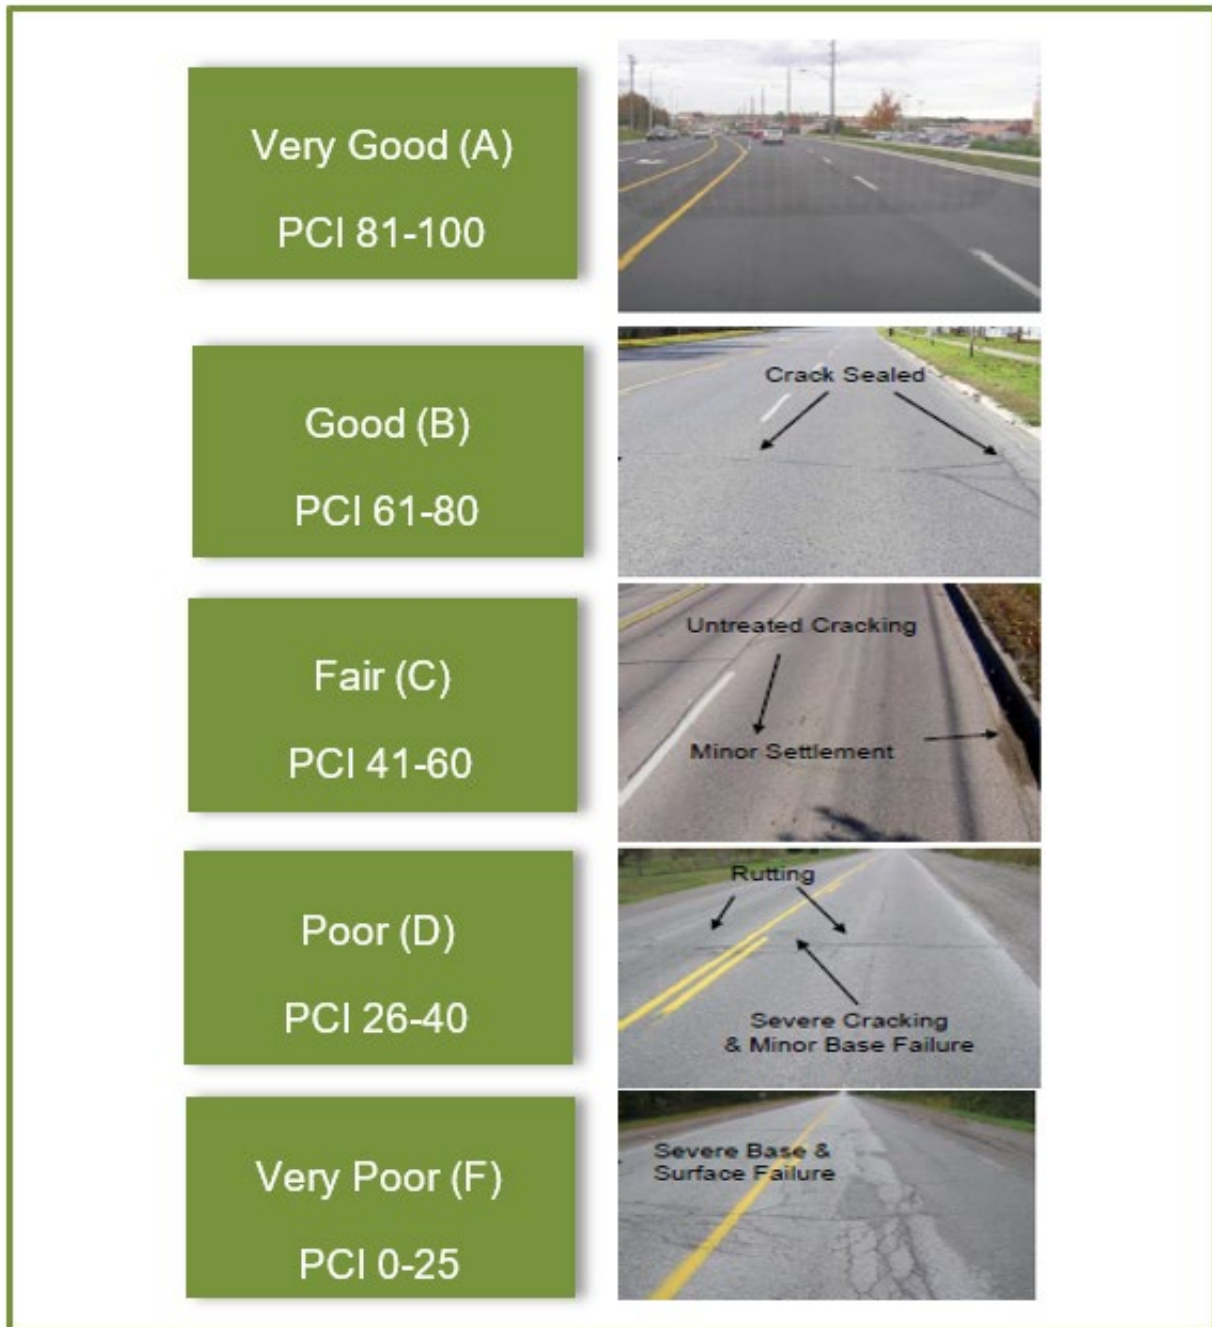 Very Good (A)
PCI 81-100
Good (B)
PCI 61-80
Crack Sealed
Fair (C)
PCI 41-60
Untreated Cracking
Minor Settlement
Poor (D)
PCI 26-40
Rutting
Severe Cracking
& Minor Base Failure
Very Poor (F)
PCI 0-25
Severe Base &
Surface Failure